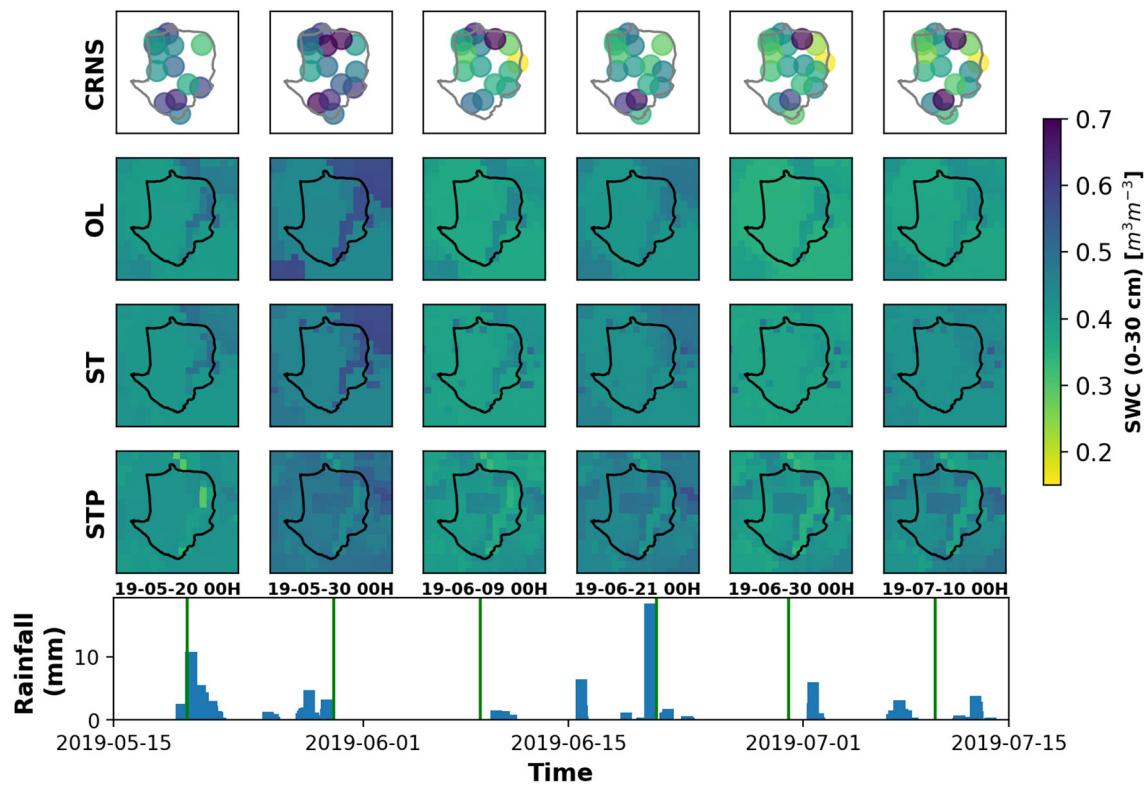 CRNS
OL
ST
STP
0.7
0.6
0.5
0.4
0.3
0.2
SWC (0-30 cm) [m³m⁻³]
19-05-20 00H 19-05-30 00H 19-06-09 00H 19-06-21 00H 19-06-30 00H 19-07-10 00H
Rainfall
(mm)
10
0
2019-05-15 2019-06-01 2019-06-15 2019-07-01 2019-07-15
Time